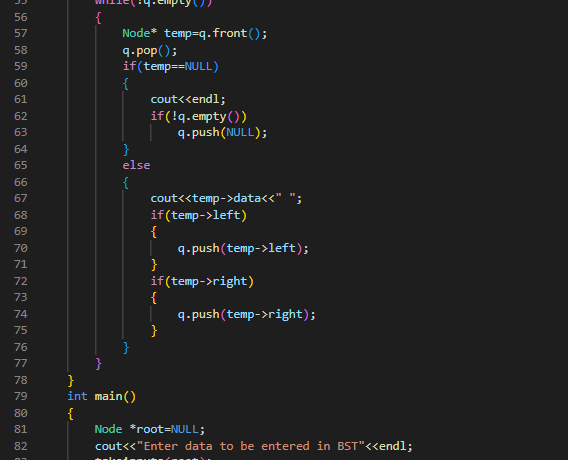 55 while(!q.empty())
56 {
57 Node* temp=q.front();
58 q.pop();
59 if(temp==NULL)
60 {
61 cout<<endl;
62 if(!q.empty())
63 q.push(NULL);
64 }
65 else
66 {
67 cout<<temp->data<<" ";
68 if(temp->left)
69 {
70 q.push(temp->left);
71 }
72 if(temp->right)
73 {
74 q.push(temp->right);
75 }
76 }
77 }
78 }
79 int main()
80 {
81 Node *root=NULL;
82 cout<<"Enter data to be entered in BST"<<endl;